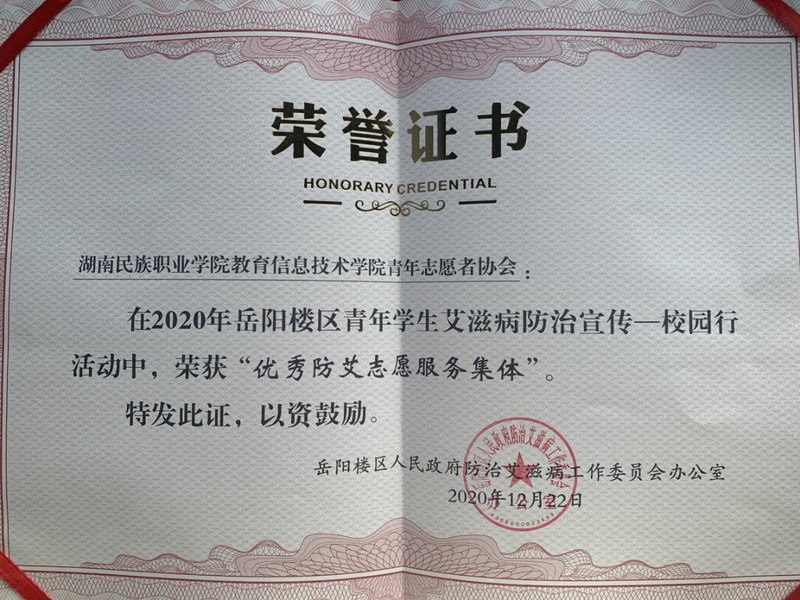 荣誉证书
HONORARY CREDENTIAL
湖南民族职业学院教育信息技术学院青年志愿者协会：
在2020年岳阳楼区青年学生艾滋病防治宣传—校园行
活动中，荣获“优秀防艾志愿服务集体”。
特发此证，以资鼓励。
岳阳楼区人民政府防治艾滋病工作委员会办公室
2020年12月22日